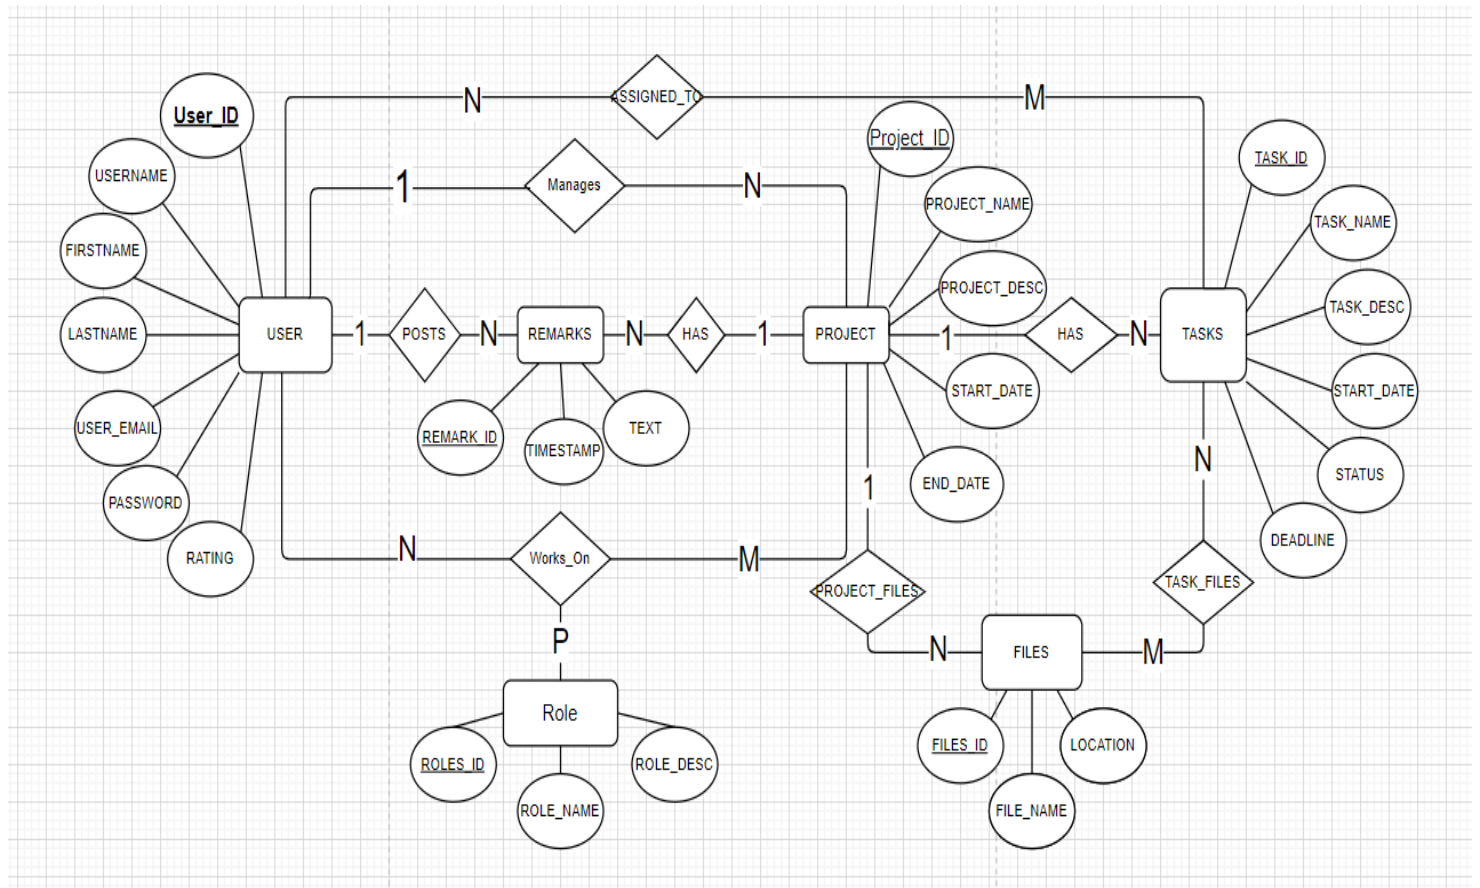 N
ASSIGNED_TO
M
User_ID
Project_ID
TASK_ID
USERNAME
1
Manages
N
PROJECT_NAME
TASK_NAME
FIRSTNAME
PROJECT_DESC
TASK_DESC
LASTNAME
USER
1
POSTS
N
REMARKS
N
HAS
1
PROJECT
1
HAS
N
TASKS
START_DATE
START_DATE
USER_EMAIL
REMARK_ID
TIMESTAMP
TEXT
N
STATUS
PASSWORD
1
END_DATE
DEADLINE
RATING
N
Works_On
M
PROJECT_FILES
TASK_FILES
P
N
FILES
M
Role
ROLES_ID
ROLE_NAME
ROLE_DESC
FILES_ID
FILE_NAME
LOCATION